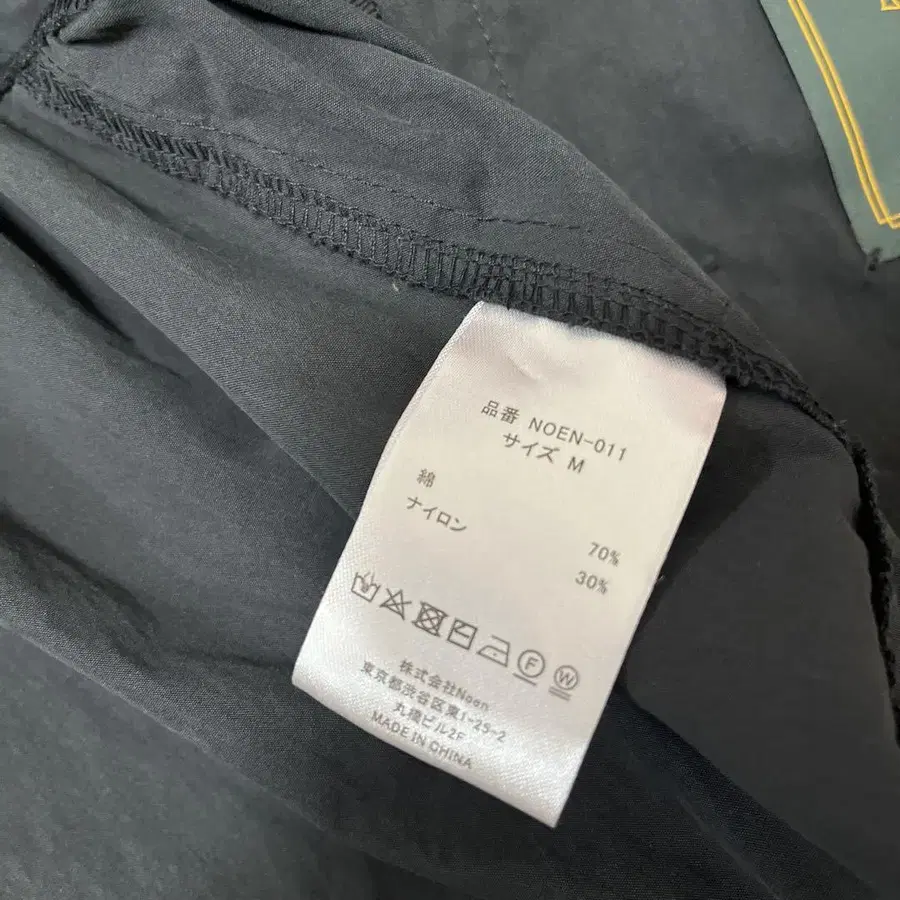 品番 NOEN-011
サイズ M
綿
ナイロン
70%
30%
F W
株式会社Noen
東京都渋谷区東1-25-2
丸橋ビル2F
MADE IN CHINA